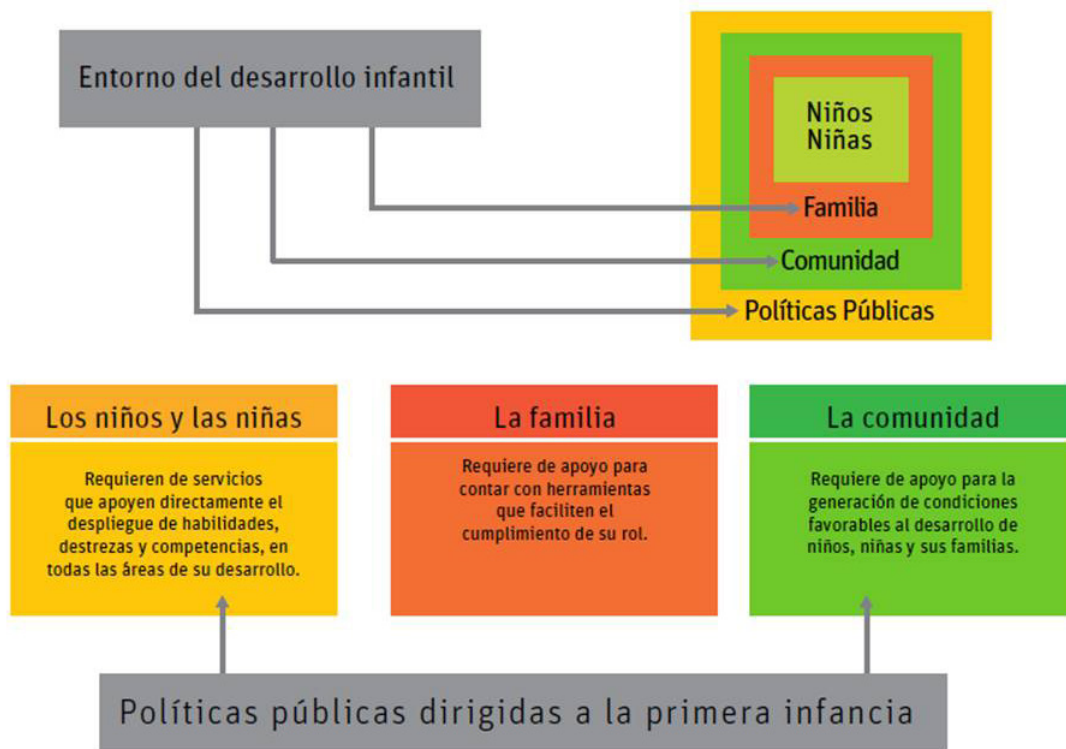 Entorno del desarrollo infantil
Niños
Niñas
Familia
Comunidad
Políticas Públicas
Los niños y las niñas
Requieren de servicios
que apoyen directamente el
despliegue de habilidades,
destrezas y competencias, en
todas las áreas de su desarrollo.
La familia
Requiere de apoyo para
contar con herramientas
que faciliten el
cumplimiento de su rol.
La comunidad
Requiere de apoyo para la
generación de condiciones
favorables al desarrollo de
niños, niñas y sus familias.
Políticas públicas dirigidas a la primera infancia